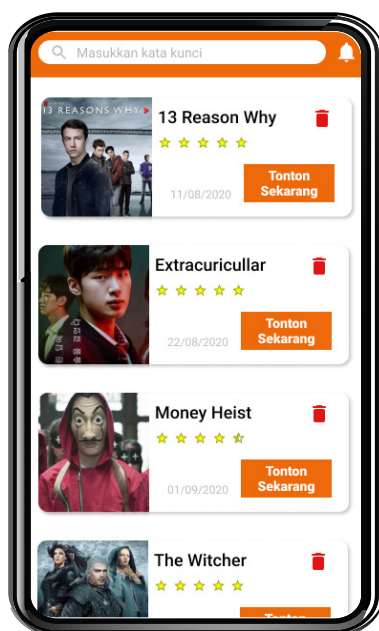 Masukkan kata kunci
13 REASONS WHY
13 Reason Why
11/08/2020
Tonton
Sekarang
Extracuricullar
22/08/2020
Tonton
Sekarang
Money Heist
01/09/2020
Tonton
Sekarang
The Witcher
Tonton